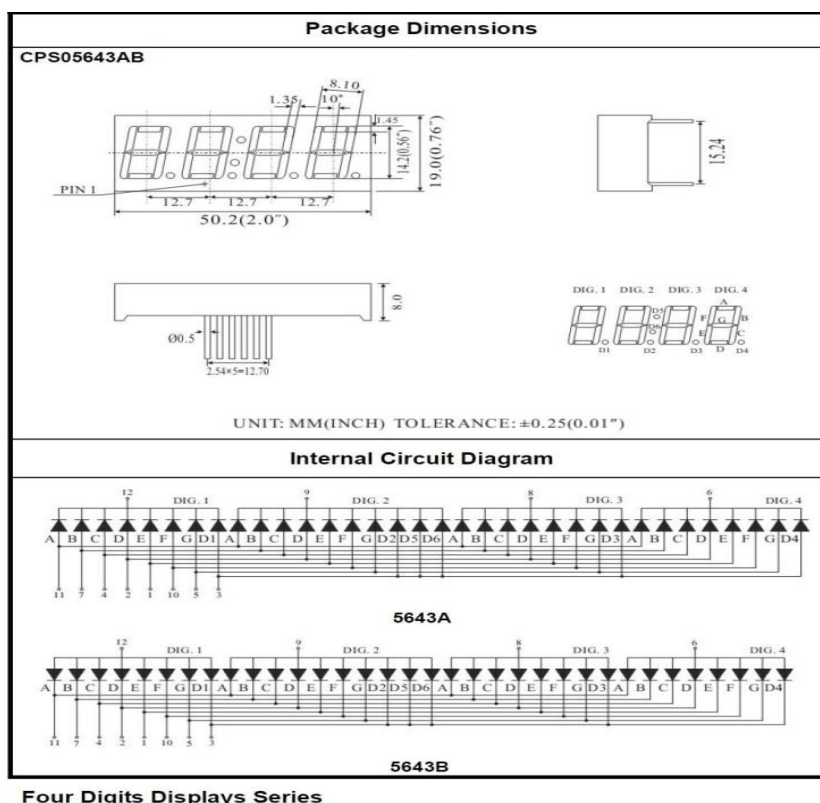 Package Dimensions
CPS05643AB
8.10
1.35
10°
1.45
14.2(0.56″)
19.0(0.76″)
PIN 1
12.7 12.7 12.7
50.2(2.0″)
15.24
8.0
Ø0.5
2.54×5=12.70
DIG. 1 DIG. 2 DIG. 3 DIG. 4
A
D5
F G B
D6
E C
D1 D2 D3 D D4
UNIT: MM(INCH) TOLERANCE: ±0.25(0.01″)
Internal Circuit Diagram
12 DIG. 1 9 DIG. 2 8 DIG. 3 6 DIG. 4
A B C D E F G D1 A B C D E F G D2 D5 D6 A B C D E F G D3 A B C D E F G D4
11 7 4 2 1 10 5 3
5643A
12 DIG. 1 9 DIG. 2 8 DIG. 3 6 DIG. 4
A B C D E F G D1 A B C D E F G D2 D5 D6 A B C D E F G D3 A B C D E F G D4
11 7 4 2 1 10 5 3
5643B
Four Digits Displays Series